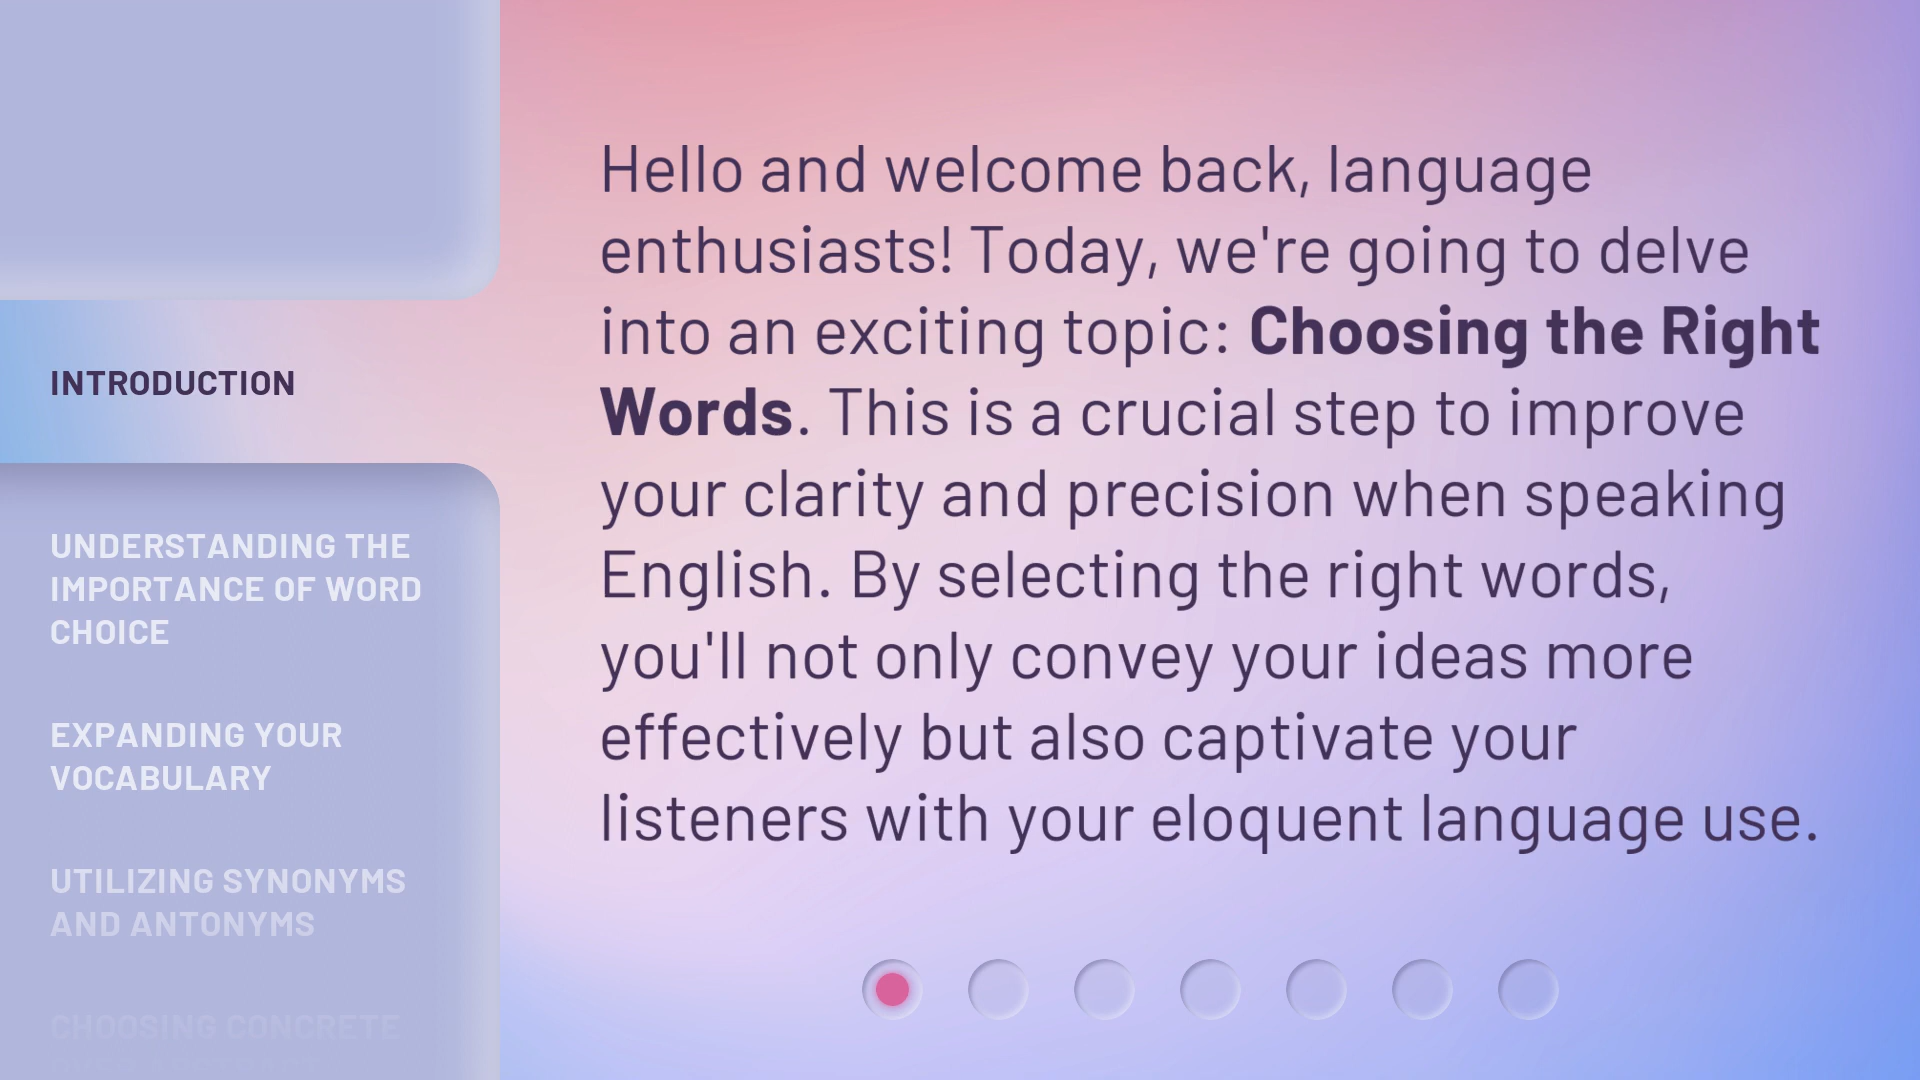 INTRODUCTION
UNDERSTANDING THE
IMPORTANCE OF WORD
CHOICE
EXPANDING YOUR
VOCABULARY
UTILIZING SYNONYMS
AND ANTONYMS
CHOOSING CONCRETE
Hello and welcome back, language
enthusiasts! Today, we're going to delve
into an exciting topic: Choosing the Right
Words. This is a crucial step to improve
your clarity and precision when speaking
English. By selecting the right words,
you'll not only convey your ideas more
effectively but also captivate your
listeners with your eloquent language use.